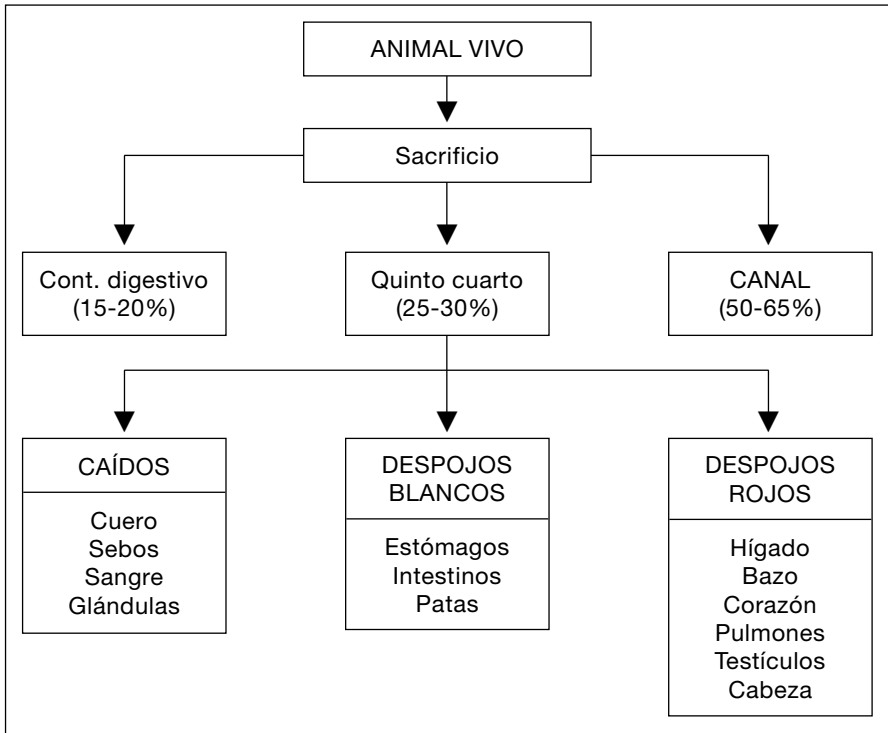 ANIMAL VIVO
Sacrificio
Cont. digestivo
(15-20%)
Quinto cuarto
(25-30%)
CANAL
(50-65%)
CAÍDOS
Cuero
Sebos
Sangre
Glándulas
DESPOJOS
BLANCOS
Estómagos
Intestinos
Patas
DESPOJOS
ROJOS
Hígado
Bazo
Corazón
Pulmones
Testículos
Cabeza